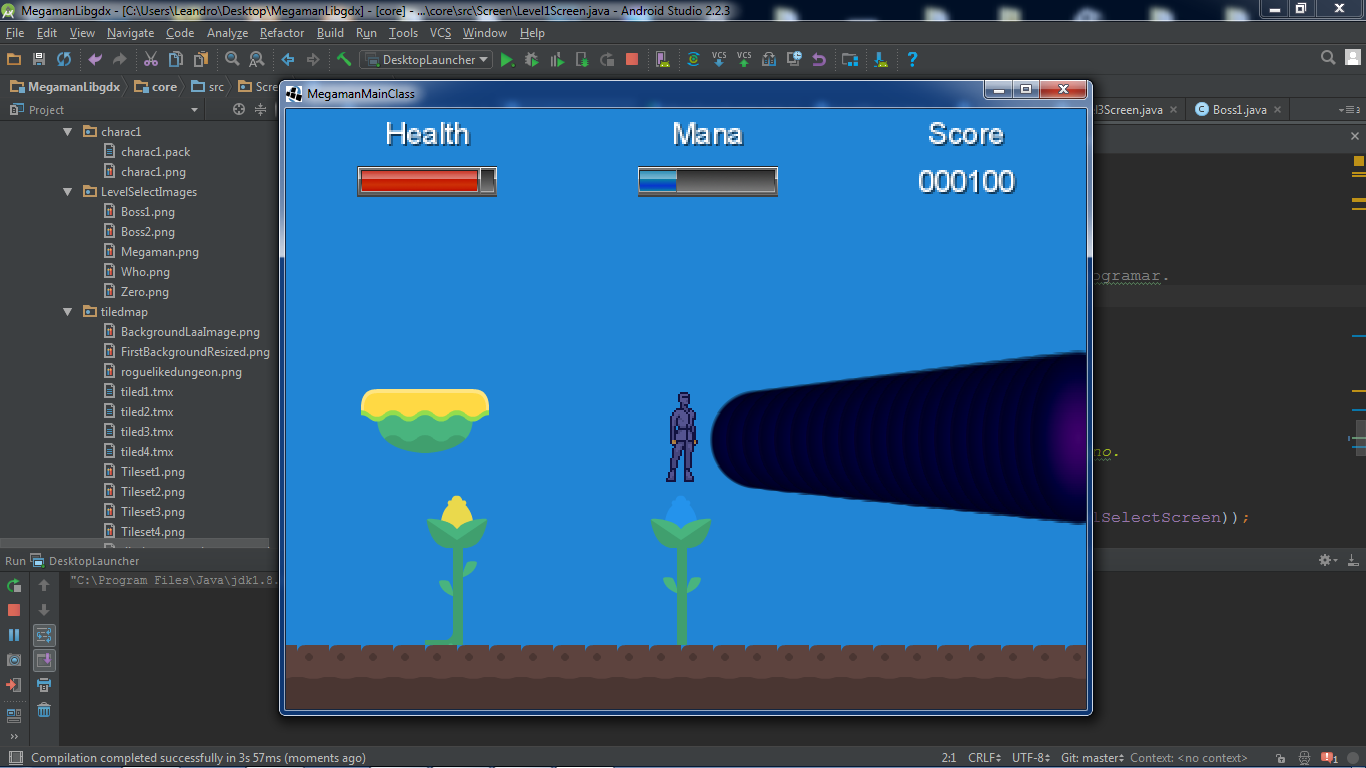 MegamanLibgdx - [C:\Users\Leandro\Desktop\MegamanLibgdx] - [core] - ...\core\src\Screen\Level1Screen.java - Android Studio 2.2.3
File Edit View Navigate Code Analyze Refactor Build Run Tools VCS Window Help
DesktopLauncher VCS VCS
MegamanLibgdx core src Scre
MegamanMainClass
Project
l3Screen.java Boss1.java
charac1
charac1.pack
charac1.png
LevelSelectImages
Boss1.png
Boss2.png
Megaman.png
Who.png
Zero.png
tiledmap
BackgroundLaaImage.png
FirstBackgroundResized.png
roguelikedungeon.png
tiled1.tmx
tiled2.tmx
tiled3.tmx
tiled4.tmx
Tileset1.png
Tileset2.png
Tileset3.png
Tileset4.png
Health Mana Score
000100
ogramar.
no.
lSelectScreen));
Run DesktopLauncher
"C:\Program Files\Java\jdk1.8.
Compilation completed successfully in 3s 57ms (moments ago)
2:1 CRLF UTF-8 Git: master Context: <no context> 1